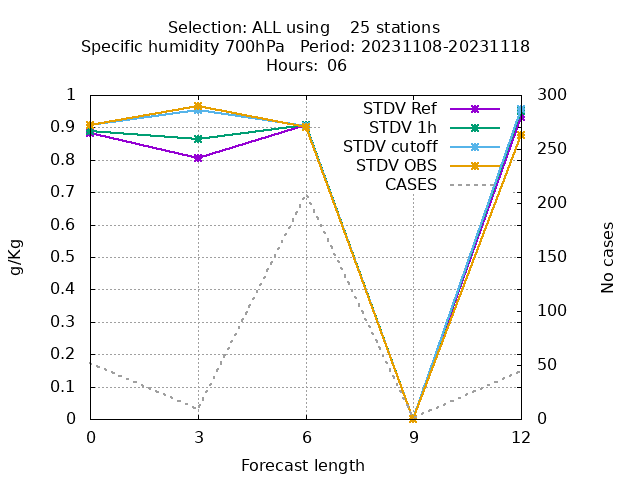 Selection: ALL using    25 stations
Specific humidity 700hPa   Period: 20231108-20231118
Hours:  06
STDV Ref
STDV 1h
STDV cutoff
STDV OBS
CASES
g/Kg
1
0.9
0.8
0.7
0.6
0.5
0.4
0.3
0.2
0.1
0
300
250
200
150
100
50
0
No cases
0 3 6 9 12
Forecast length